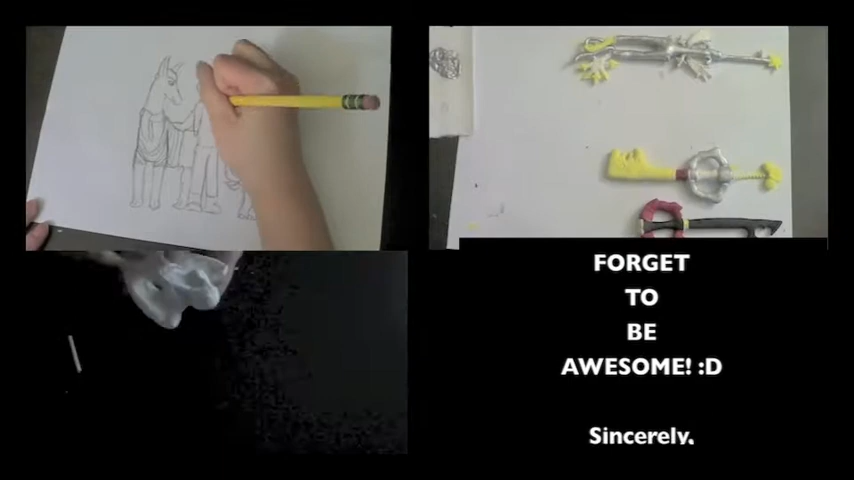 FORGET
TO
BE
AWESOME! :D
Sincerely,